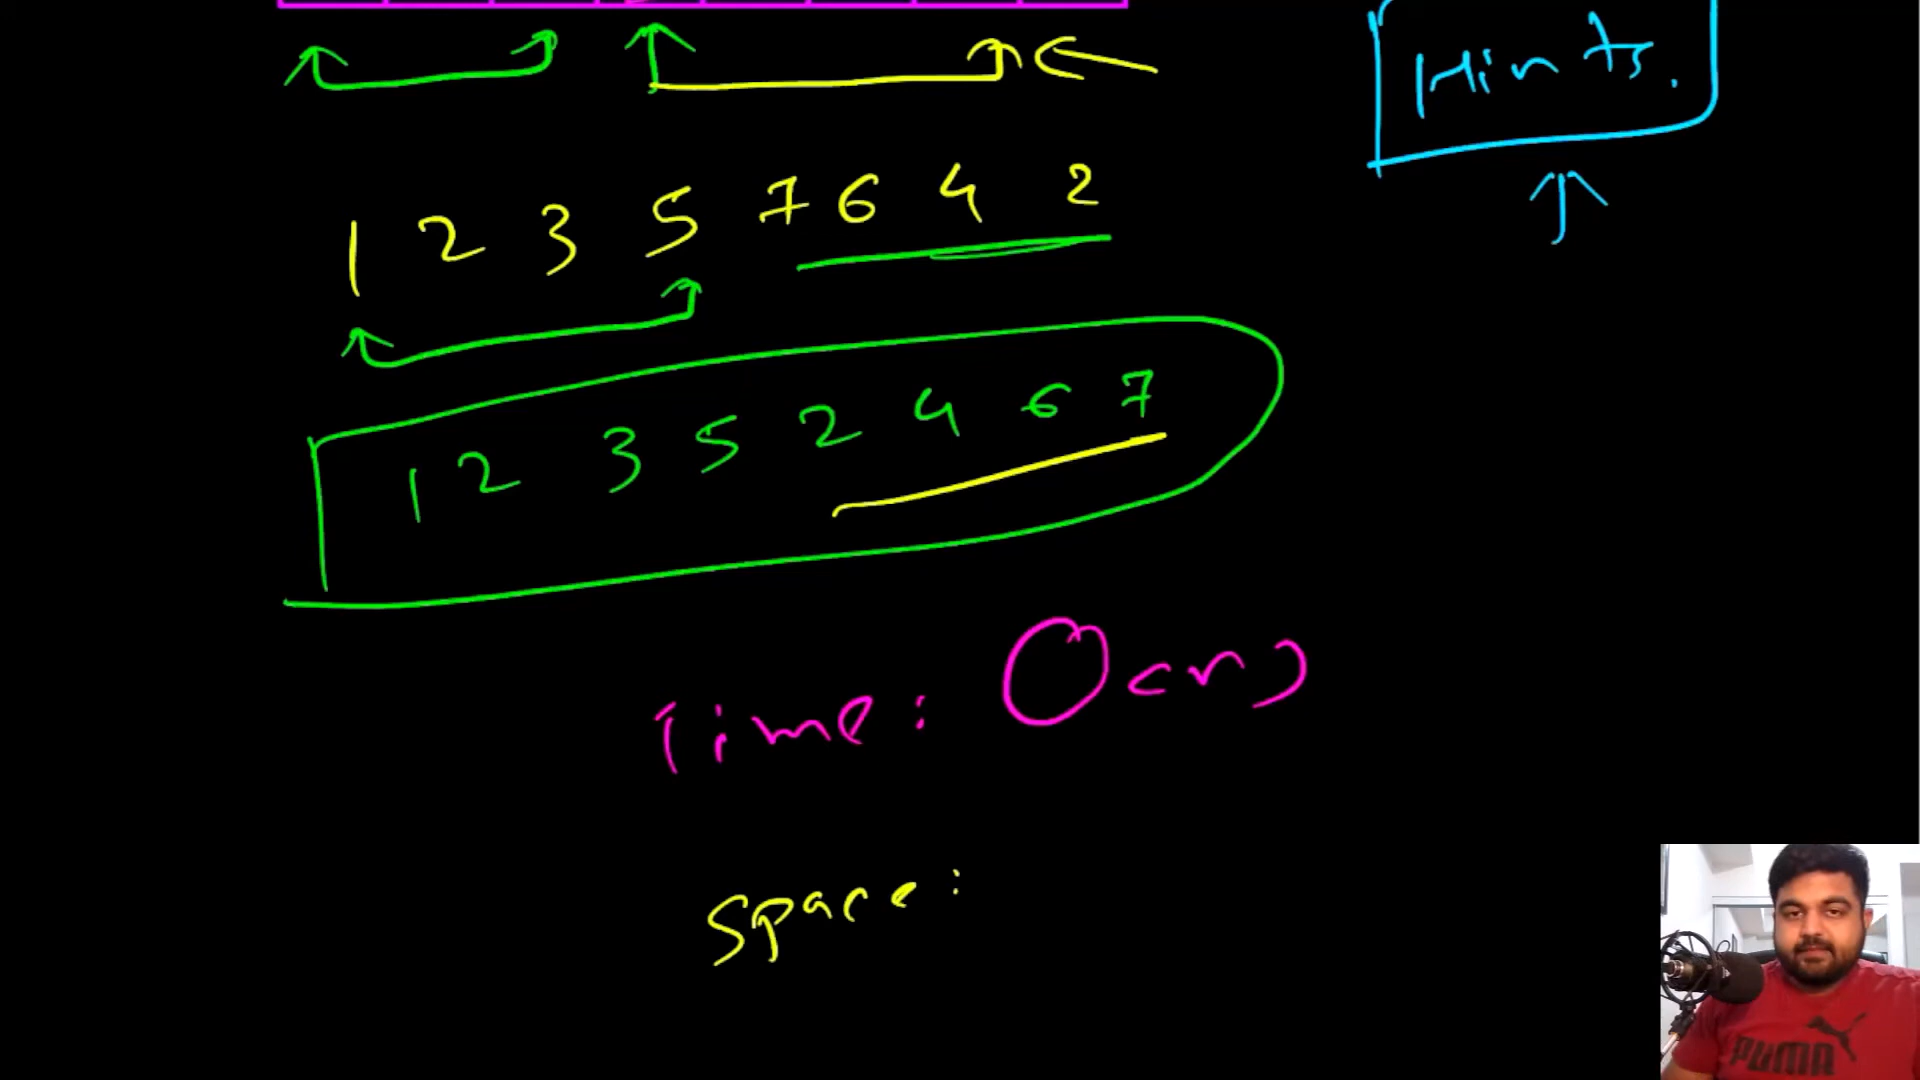 Hints.
1 2 3 5 7 6 4 2
1 2 3 5 2 4 6 7
Time: O(n)
Space:
PUMA